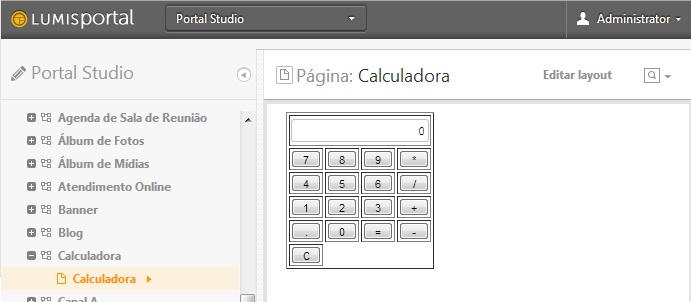 LUMISportal
Portal Studio
Administrator
Portal Studio
Página: Calculadora
Editar layout
Agenda de Sala de Reunião
Álbum de Fotos
Álbum de Mídias
Atendimento Online
Banner
Blog
Calculadora
Calculadora
Canal A
0
7 8 9 *
4 5 6 /
1 2 3 +
. 0 = -
C